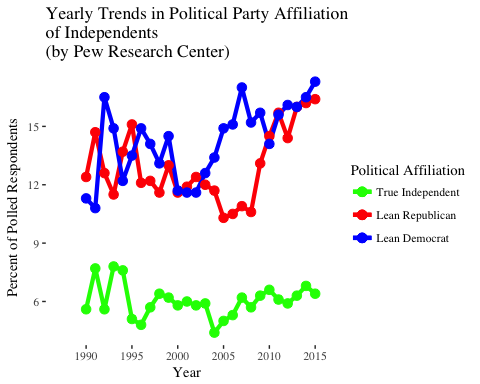 Yearly Trends in Political Party Affiliation
of Independents
(by Pew Research Center)
Percent of Polled Respondents
15
12
9
6
1990 1995 2000 2005 2010 2015
Year
Political Affiliation
True Independent
Lean Republican
Lean Democrat